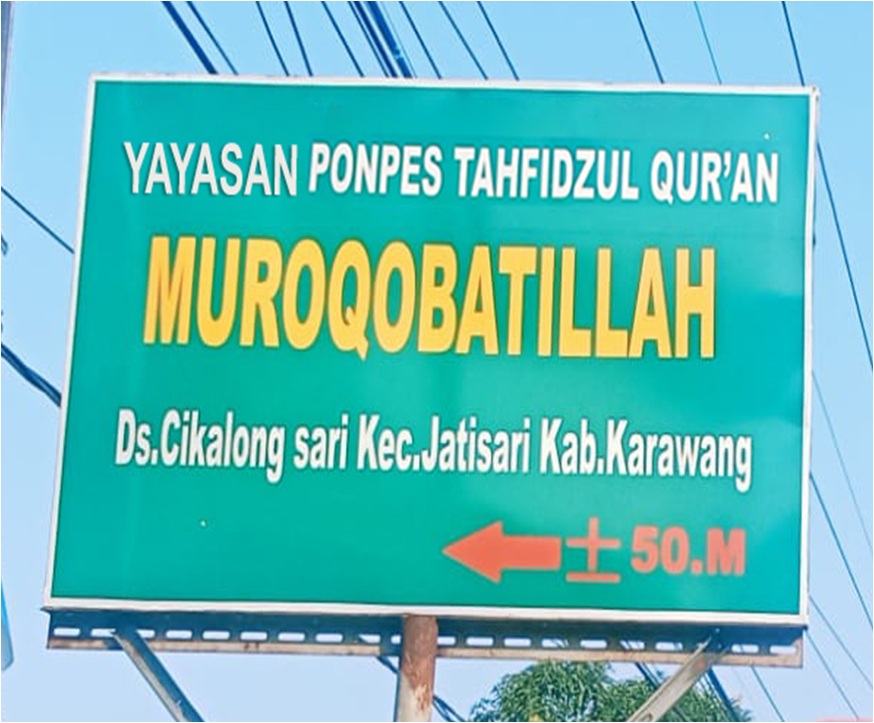 YAYASAN PONPES TAHFIDZUL QUR'AN
MUROQOBATILLAH
Ds.Cikalong sari Kec.Jatisari Kab.Karawang
± 50.M